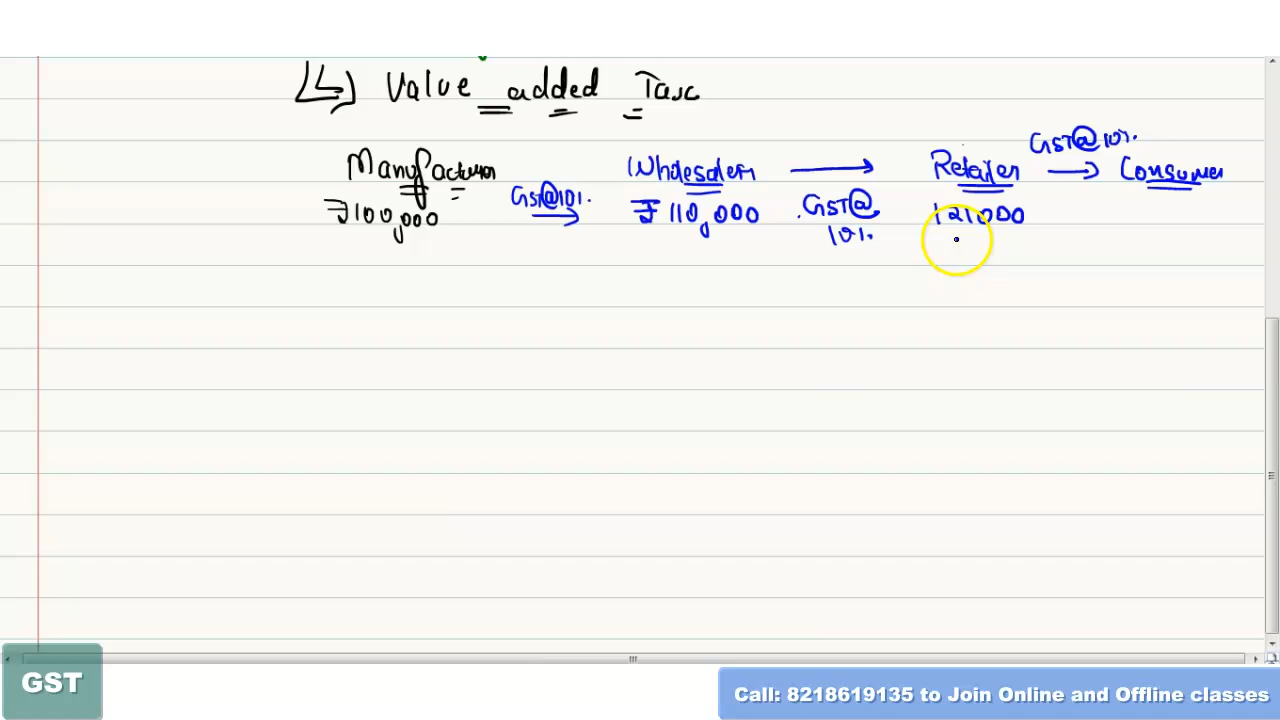 ↳) Value added Tax
Manufacturer GST@10%. → Wholesalers → Retailer GST@10%. → Consumer
₹100,000 ₹110,000 GST@ 10%. 121000
GST
Call: 8218619135 to Join Online and Offline classes